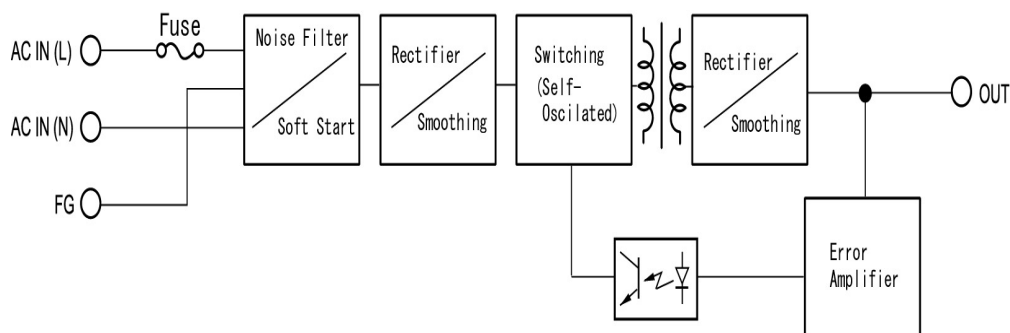 Fuse
AC IN (L)
AC IN (N)
FG
Noise Filter
Soft Start
Rectifier
Smoothing
Switching
(Self-
Oscilated)
Rectifier
Smoothing
OUT
Error
Amplifier